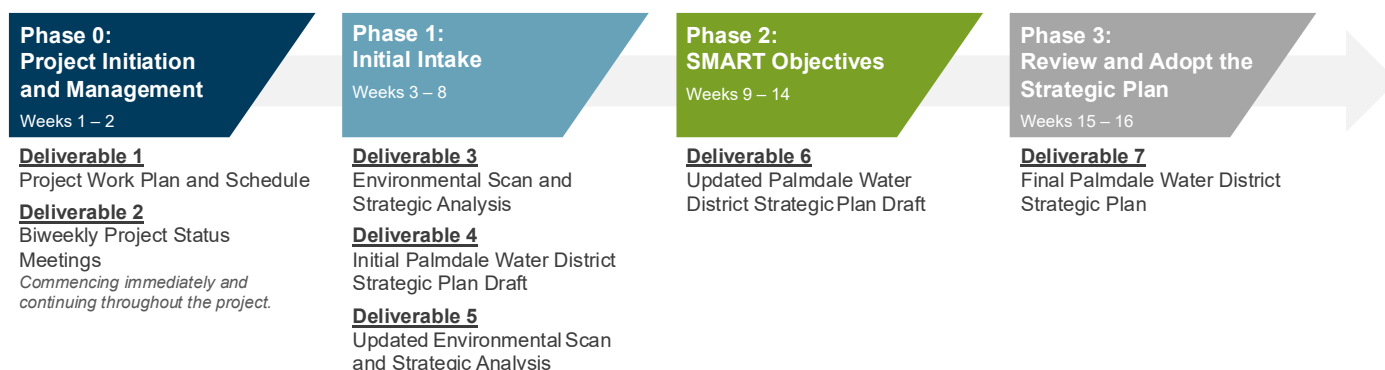 Phase 0:
Project Initiation
and Management
Weeks 1 – 2
Deliverable 1
Project Work Plan and Schedule
Deliverable 2
Biweekly Project Status
Meetings
Commencing immediately and
continuing throughout the project.
Phase 1:
Initial Intake
Weeks 3 – 8
Deliverable 3
Environmental Scan and
Strategic Analysis
Deliverable 4
Initial Palmdale Water District
Strategic Plan Draft
Deliverable 5
Updated Environmental Scan
and Strategic Analysis
Phase 2:
SMART Objectives
Weeks 9 – 14
Deliverable 6
Updated Palmdale Water
District Strategic Plan Draft
Phase 3:
Review and Adopt the
Strategic Plan
Weeks 15 – 16
Deliverable 7
Final Palmdale Water District
Strategic Plan